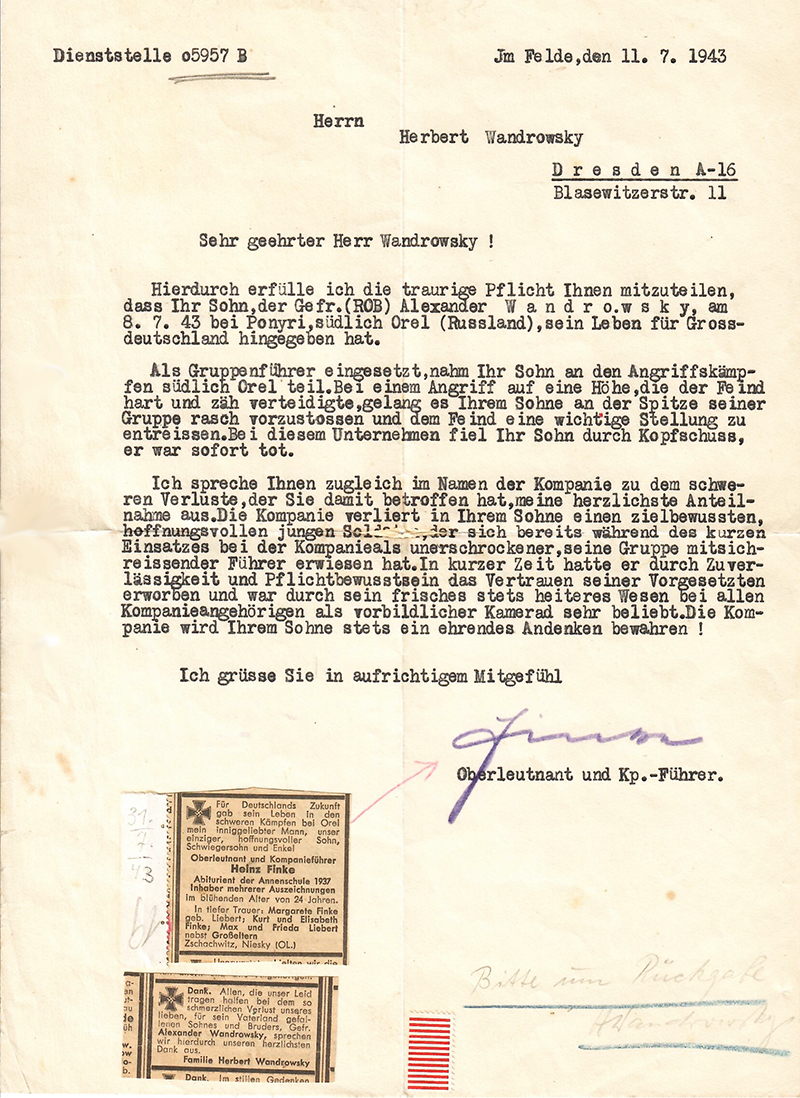 Dienststelle o5957 B
Jm Felde,den 11. 7. 1943
Herrn
Herbert Wandrowsky
D r e s d e n A-16
Blasewitzerstr. 11
Sehr geehrter Herr Wandrowsky !
Hierdurch erfülle ich die traurige Pflicht Ihnen mitzuteilen,
dass Ihr Sohn,der Gefr.(ROB) Alexander W a n d r o.w s k y, am
8. 7. 43 bei Ponyri,südlich Orel (Russland),sein Leben für Gross-
deutschland hingegeben hat.
Als Gruppenführer eingesetzt,nahm Ihr Sohn an den Angriffskämp-
fen südlich Orel teil.Bei einem Angriff auf eine Höhe,die der Feind
hart und zäh verteidigte,gelang es Ihrem Sohne an der Spitze seiner
Gruppe rasch vorzustossen und dem Feind eine wichtige Stellung zu
entreissen.Bei diesem Unternehmen fiel Ihr Sohn durch Kopfschuss,
er war sofort tot.
Ich spreche Ihnen zugleich im Namen der Kompanie zu dem schwe-
ren Verluste,der Sie damit betroffen hat,meine herzlichste Anteil-
nahme aus.Die Kompanie verliert in Ihrem Sohne einen zielbewussten,
hoffnungsvollen jungen der sich bereits während des kurzen
Einsatzes bei der Kompanieals unerschrockener,seine Gruppe mitsich-
reissender Führer erwiesen hat.In kurzer Zeit hatte er durch Zuver-
lässigkeit und Pflichtbewusstsein das Vertrauen seiner Vorgesetzten
erworben und war durch sein frisches stets heiteres Wesen bei allen
Kompanieangehörigen als vorbildlicher Kamerad sehr beliebt.Die Kom-
panie wird Ihrem Sohne stets ein ehrendes Andenken bewahren !
Ich grüsse Sie in aufrichtigem Mitgefühl
Oberleutnant und Kp.-Führer.
31.
7.
43
Für Deutschlands Zukunft
gab sein Leben in den
schweren Kämpfen bei Orel
mein inniggeliebter Mann, unser
einziger, hoffnungsvoller Sohn,
Schwiegersohn und Enkel
Oberleutnant und Kompanieführer
Heinz Finke
Abiturient der Annenschule 1937
Inhaber mehrerer Auszeichnungen
im blühenden Alter von 24 Jahren.
In tiefer Trauer: Margarete Finke
geb. Liebert; Kurt und Elisabeth
Finke; Max und Frieda Liebert
nebst Großeltern
Zschachwitz, Niesky (OL.)
Dank. Allen, die unser Leid
tragen halfen bei dem so
schmerzlichen Verlust unseres
lieben, für sein Vaterland gefal-
lenen Sohnes und Bruders, Gefr.
Alexander Wandrowsky, sprechen
wir hierdurch unseren herzlichsten
Dank aus.
Familie Herbert Wandrowsky
Dank. Im stillen Gedenken
Bitte um Rückgabe
HWandrowsky